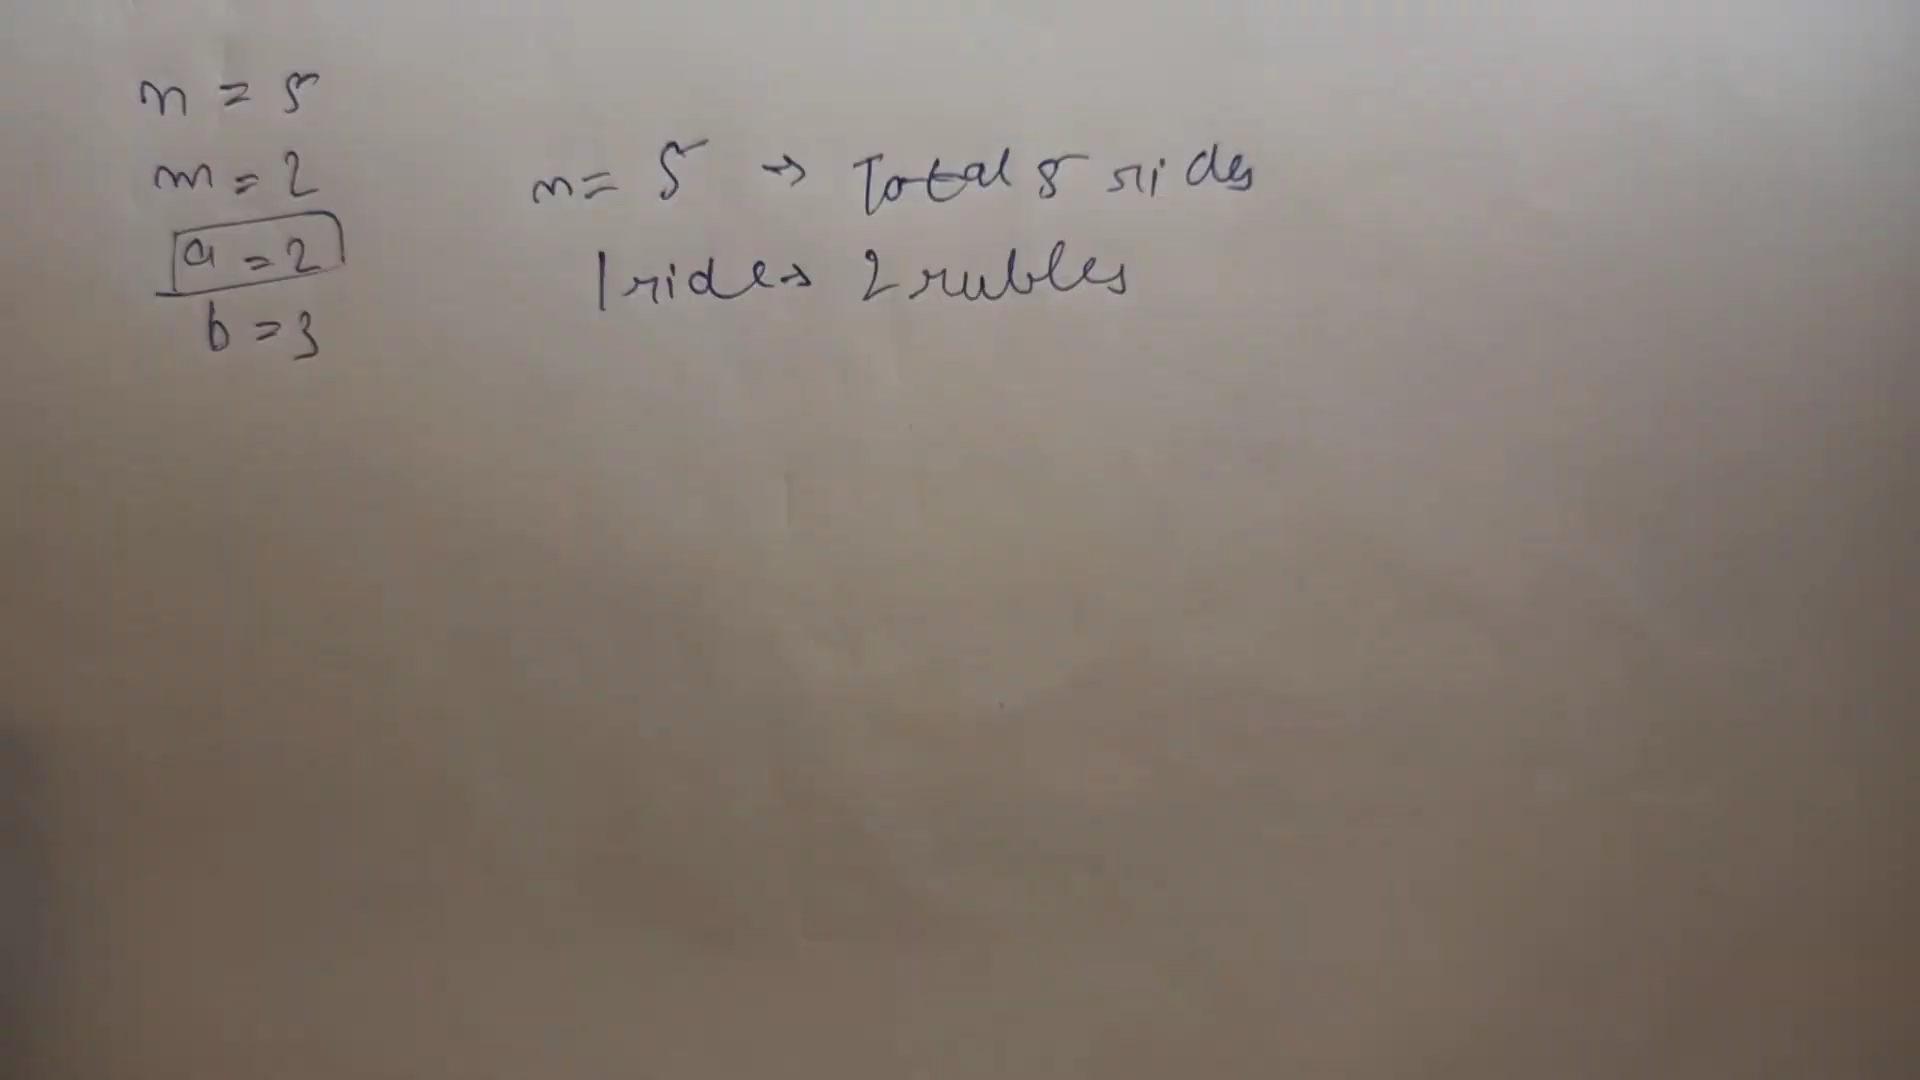 n = 5
m = 2
a = 2
b = 3
n = 5 → Total 5 rides
1 ride → 2 rubles